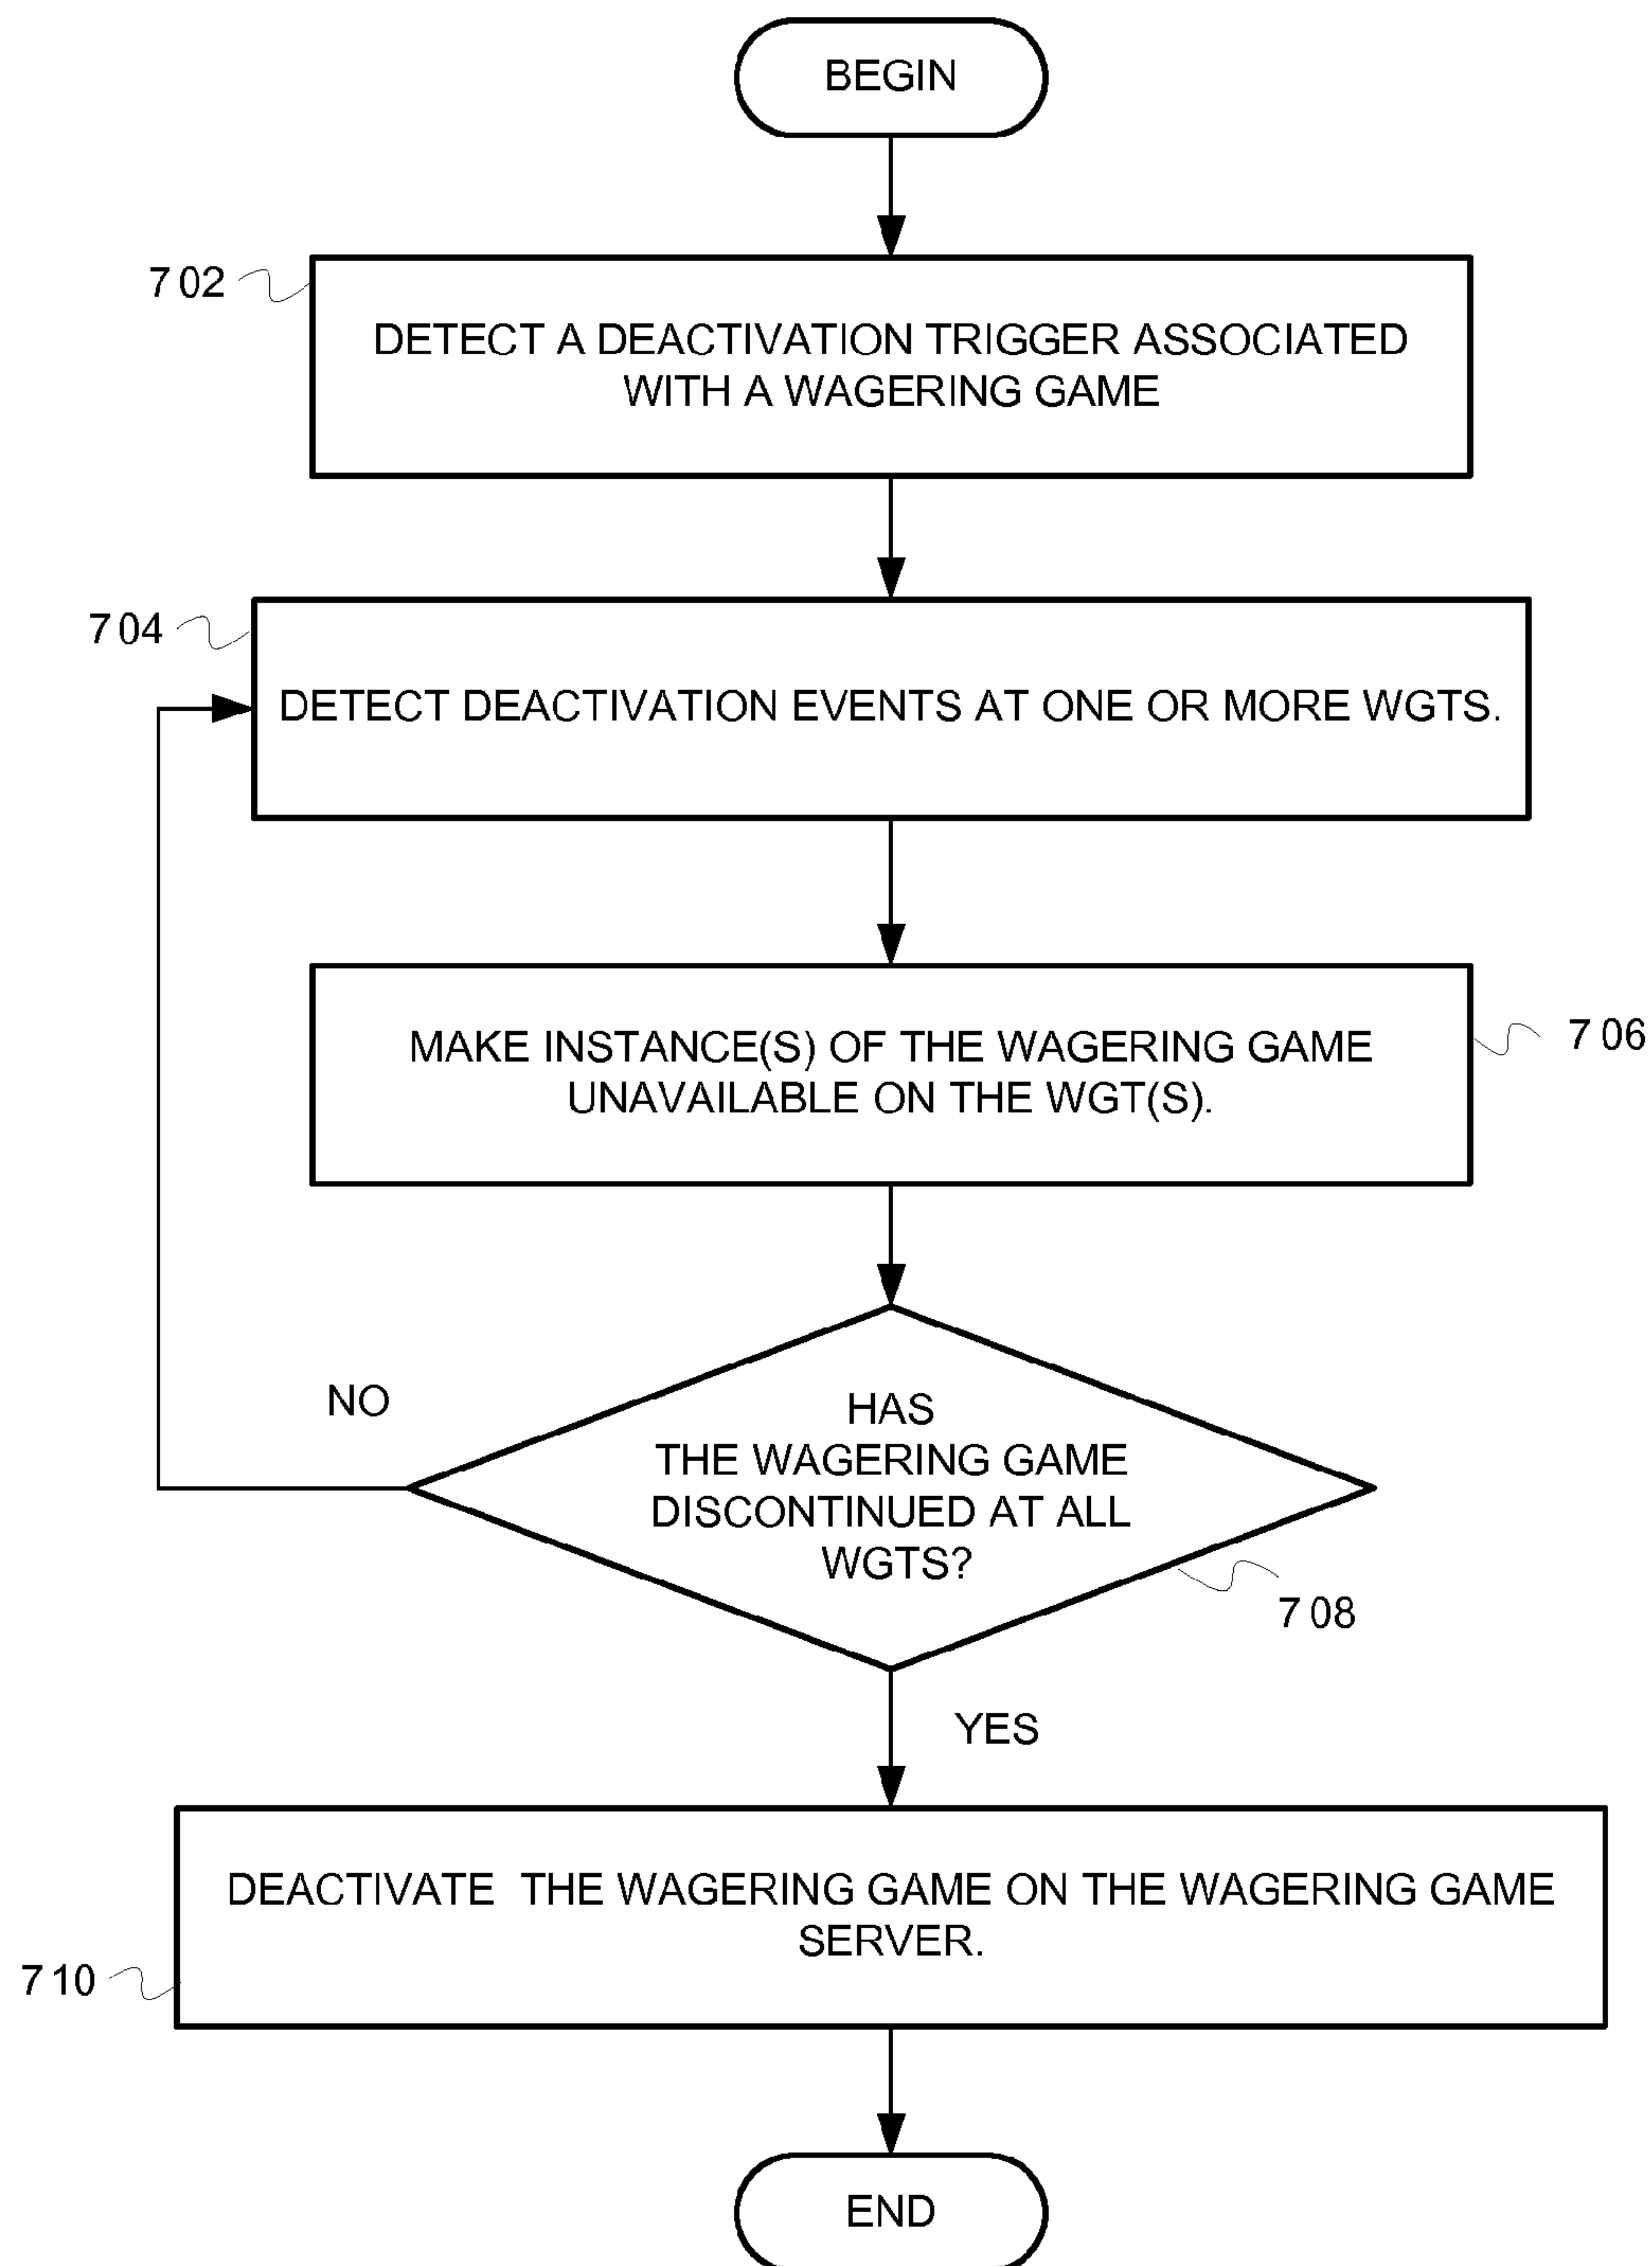 BEGIN
702
DETECT A DEACTIVATION TRIGGER ASSOCIATED
WITH A WAGERING GAME
704
DETECT DEACTIVATION EVENTS AT ONE OR MORE WGTS.
MAKE INSTANCE(S) OF THE WAGERING GAME
UNAVAILABLE ON THE WGT(S).
706
NO
HAS
THE WAGERING GAME
DISCONTINUED AT ALL
WGTS?
708
YES
DEACTIVATE THE WAGERING GAME ON THE WAGERING GAME
SERVER.
710
END